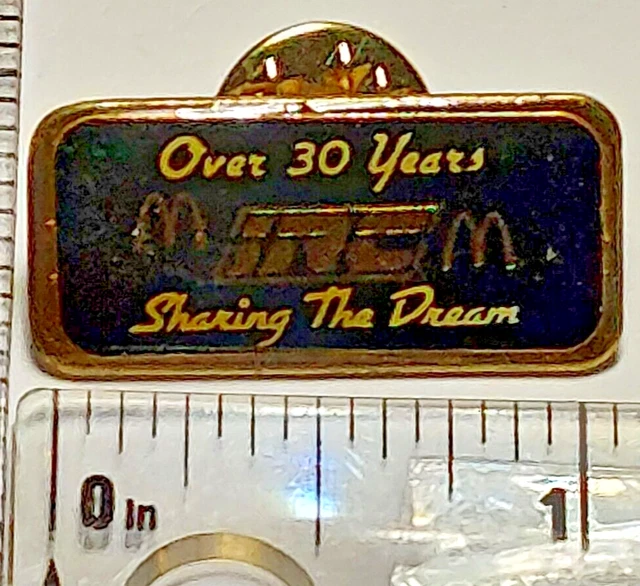 Over 30 Years
M M
Sharing The Dream
0 in 1